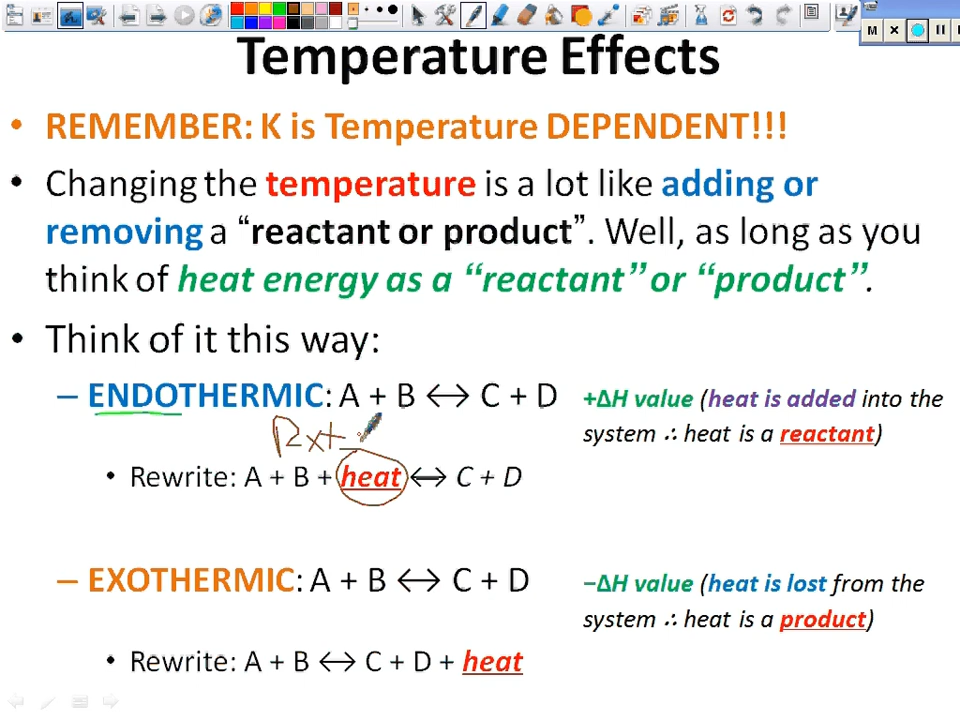 M
Temperature Effects
• REMEMBER: K is Temperature DEPENDENT!!!
• Changing the temperature is a lot like adding or
removing a “reactant or product”. Well, as long as you
think of heat energy as a “reactant” or “product”.
• Think of it this way:
– ENDOTHERMIC: A + B ↔ C + D
+ΔH value (heat is added into the
system ∴ heat is a reactant)
Rxt
• Rewrite: A + B + heat ↔ C + D
– EXOTHERMIC: A + B ↔ C + D
−ΔH value (heat is lost from the
system ∴ heat is a product)
• Rewrite: A + B ↔ C + D + heat